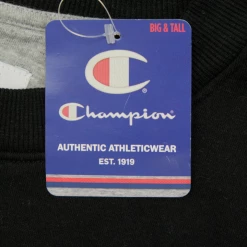 BIG & TALL
Champion
AUTHENTIC ATHLETICWEAR
EST. 1919